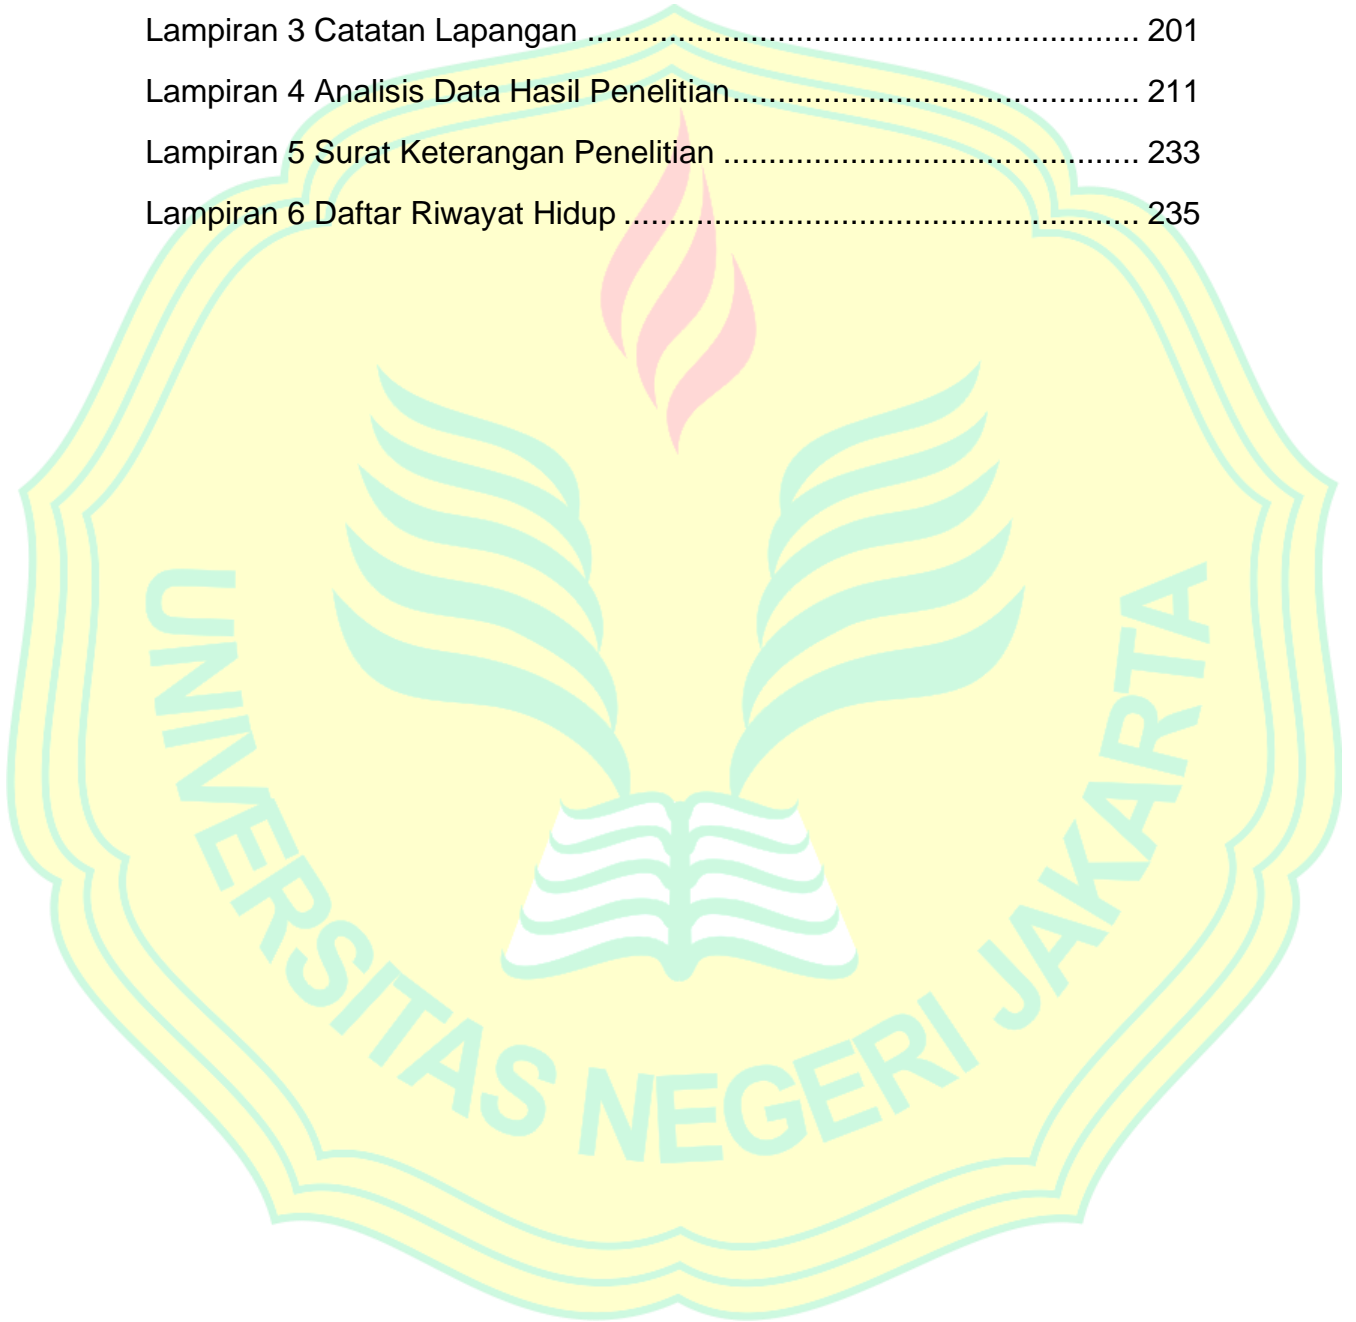 Lampiran 3 Catatan Lapangan ............................................................. 201
Lampiran 4 Analisis Data Hasil Penelitian............................................. 211
Lampiran 5 Surat Keterangan Penelitian .............................................. 233
Lampiran 6 Daftar Riwayat Hidup ......................................................... 235
UNIVERSITAS NEGERI JAKARTA